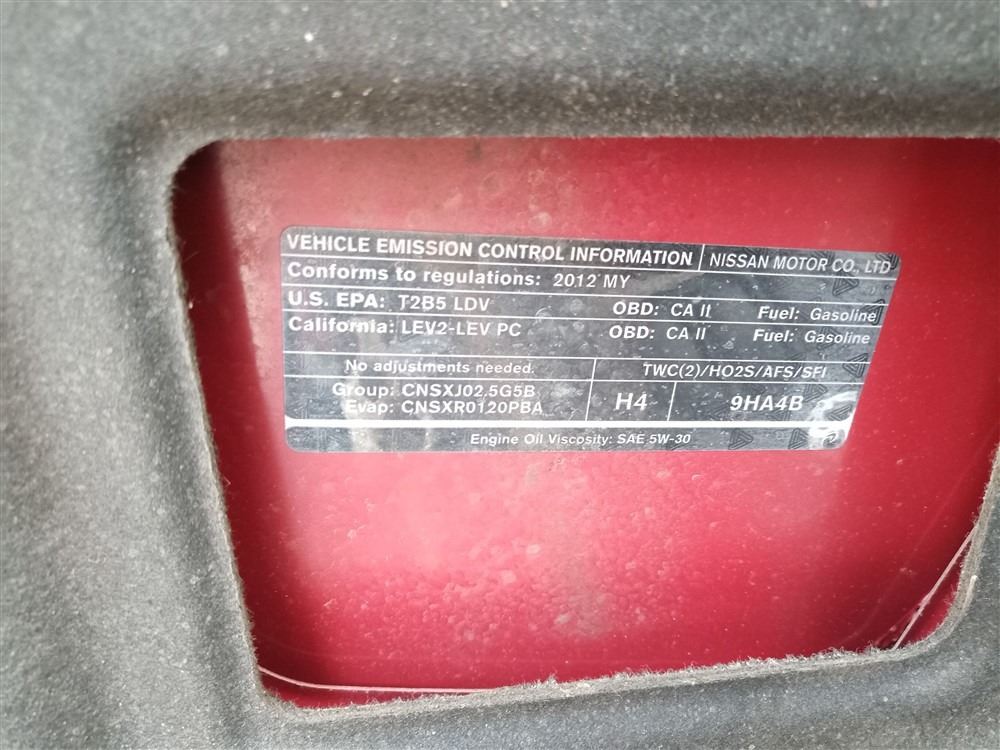 VEHICLE EMISSION CONTROL INFORMATION NISSAN MOTOR CO., LTD
Conforms to regulations: 2012 MY
U.S. EPA: T2B5 LDV OBD: CA II Fuel: Gasoline
California: LEV2-LEV PC OBD: CA II Fuel: Gasoline
No adjustments needed. TWC(2)/HO2S/AFS/SFI
Group: CNSXJ02.5G5B
Evap: CNSXR0120PBA H4 9HA4B
Engine Oil Viscosity: SAE 5W-30